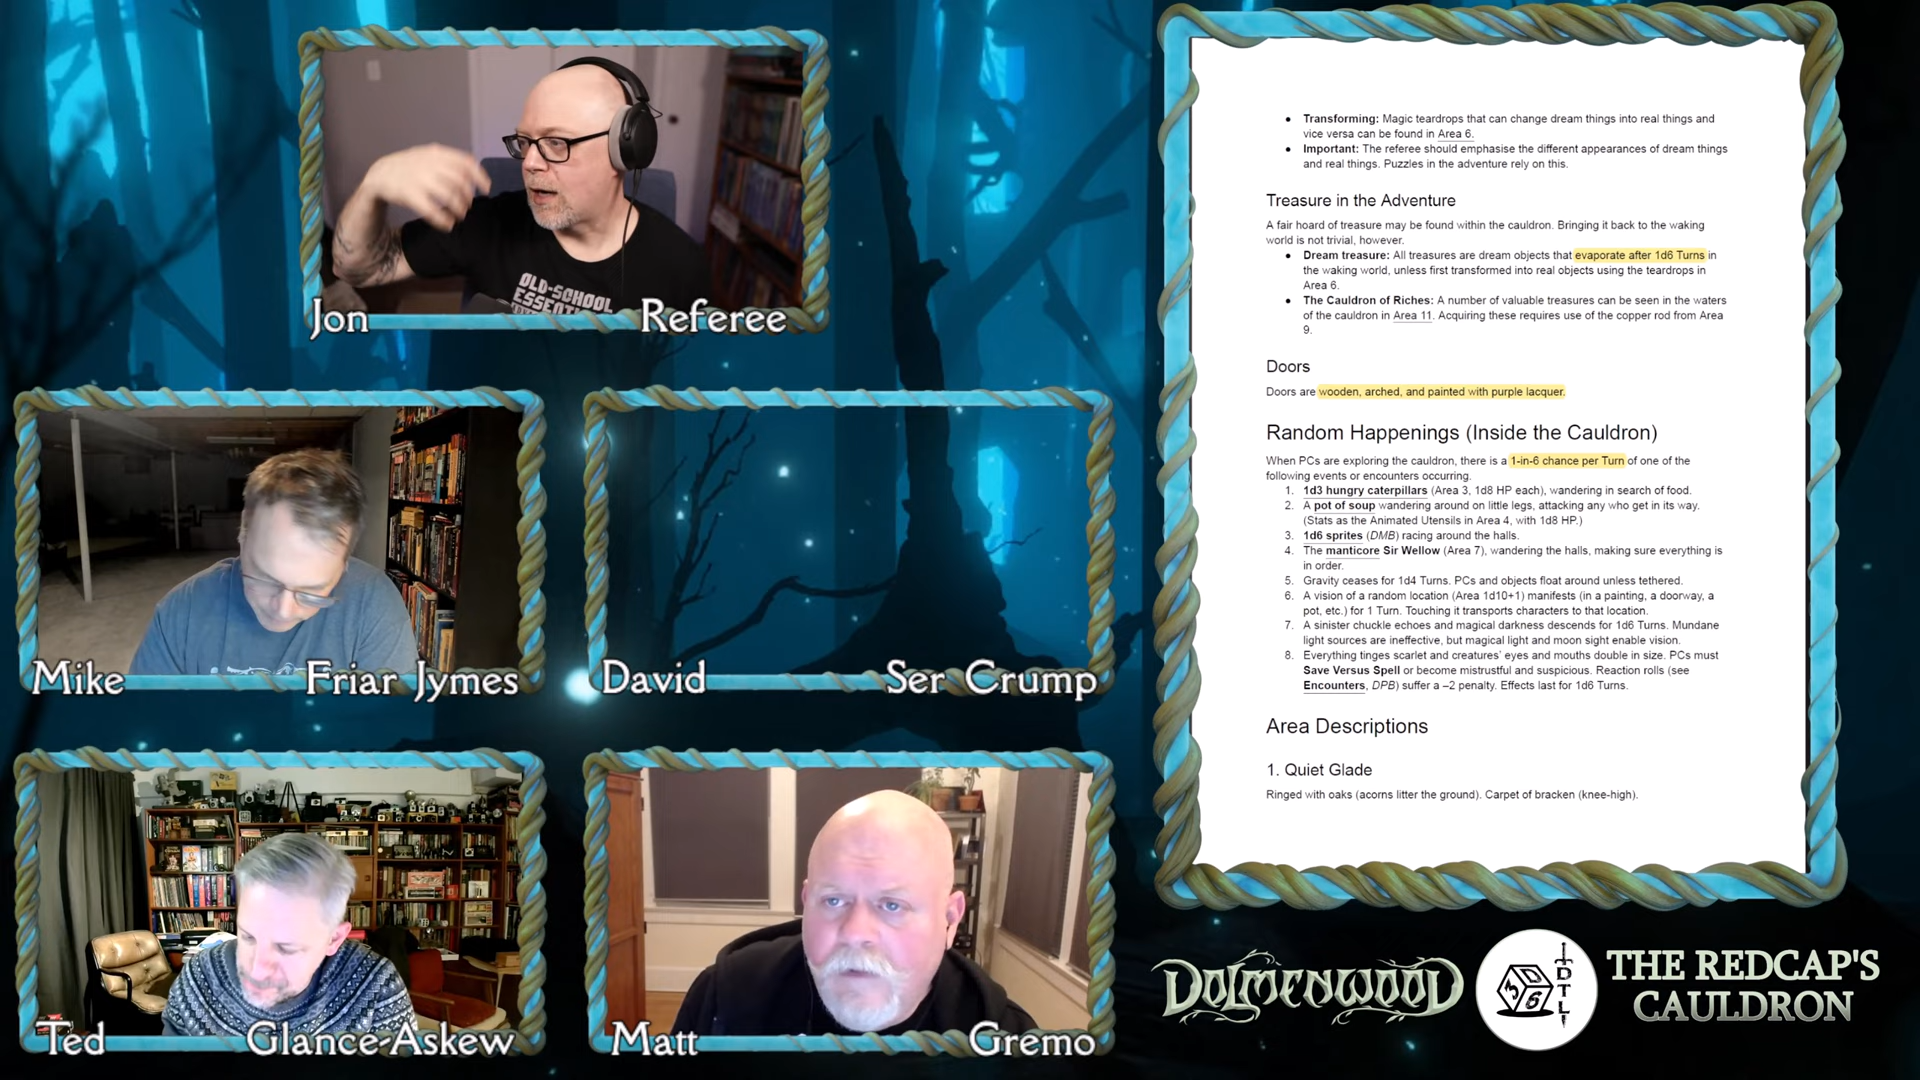 OLD-SCHOOL
ESSENTI
Jon
Referee
Mike
Friar Jymes
David
Ser Crump
Ted
Glance-Askew
Matt
Gremo
• Transforming: Magic teardrops that can change dream things into real things and
vice versa can be found in Area 6.
• Important: The referee should emphasise the different appearances of dream things
and real things. Puzzles in the adventure rely on this.
Treasure in the Adventure
A fair hoard of treasure may be found within the cauldron. Bringing it back to the waking
world is not trivial, however.
• Dream treasure: All treasures are dream objects that evaporate after 1d6 Turns in
the waking world, unless first transformed into real objects using the teardrops in
Area 6.
• The Cauldron of Riches: A number of valuable treasures can be seen in the waters
of the cauldron in Area 11. Acquiring these requires use of the copper rod from Area
9.
Doors
Doors are wooden, arched, and painted with purple lacquer.
Random Happenings (Inside the Cauldron)
When PCs are exploring the cauldron, there is a 1-in-6 chance per Turn of one of the
following events or encounters occurring.
1. 1d3 hungry caterpillars (Area 3, 1d8 HP each), wandering in search of food.
2. A pot of soup wandering around on little legs, attacking any who get in its way.
(Stats as the Animated Utensils in Area 4, with 1d8 HP.)
3. 1d6 sprites (DMB) racing around the halls.
4. The manticore Sir Wellow (Area 7), wandering the halls, making sure everything is
in order.
5. Gravity ceases for 1d4 Turns. PCs and objects float around unless tethered.
6. A vision of a random location (Area 1d10+1) manifests (in a painting, a doorway, a
pot, etc.) for 1 Turn. Touching it transports characters to that location.
7. A sinister chuckle echoes and magical darkness descends for 1d6 Turns. Mundane
light sources are ineffective, but magical light and moon sight enable vision.
8. Everything tinges scarlet and creatures' eyes and mouths double in size. PCs must
Save Versus Spell or become mistrustful and suspicious. Reaction rolls (see
Encounters, DPB) suffer a –2 penalty. Effects last for 1d6 Turns.
Area Descriptions
1. Quiet Glade
Ringed with oaks (acorns litter the ground). Carpet of bracken (knee-high).
DOLMENWOOD
3D6
DTL
THE REDCAP'S
CAULDRON